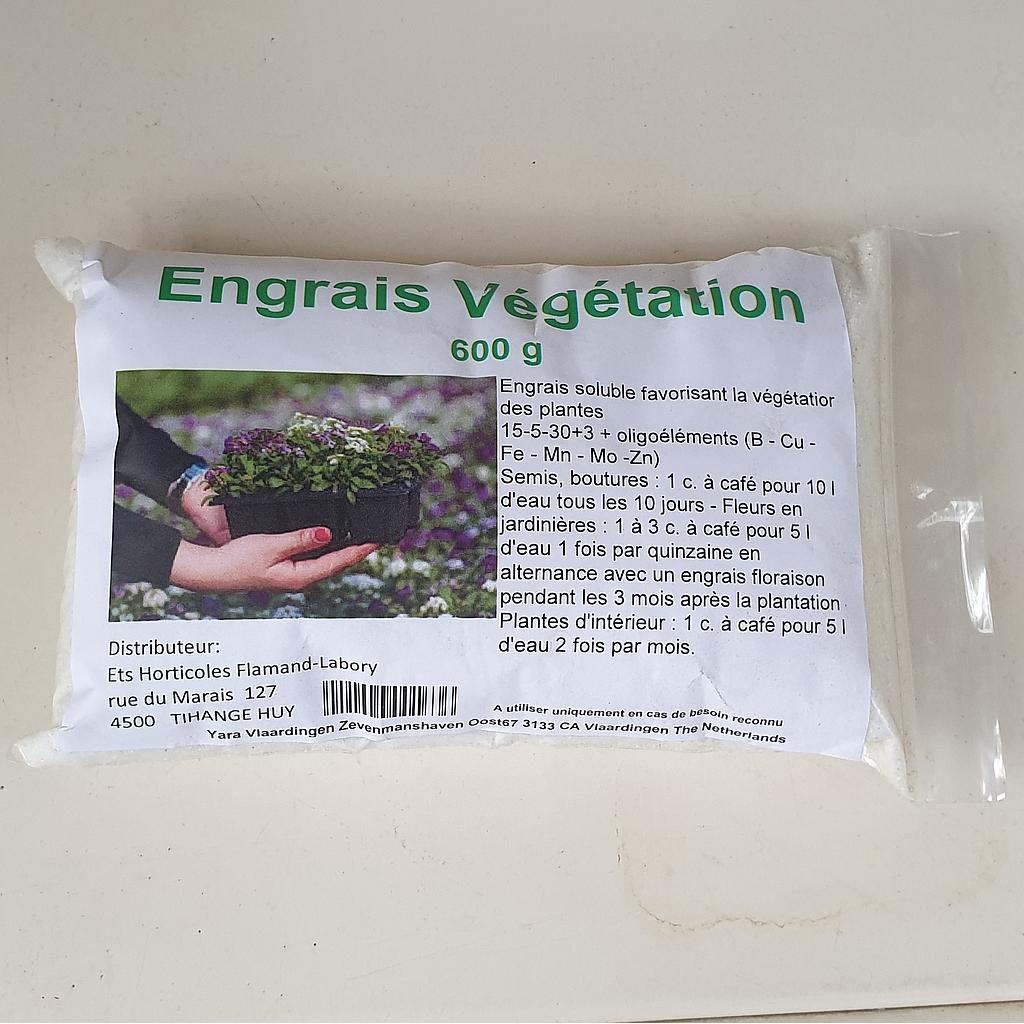 Engrais Végétation
600 g
Engrais soluble favorisant la végétation
des plantes
15-5-30+3 + oligoéléments (B - Cu -
Fe - Mn - Mo -Zn)
Semis, boutures : 1 c. à café pour 10 l
d'eau tous les 10 jours - Fleurs en
jardinières : 1 à 3 c. à café pour 5 l
d'eau 1 fois par quinzaine en
alternance avec un engrais floraison
pendant les 3 mois après la plantation
Plantes d'intérieur : 1 c. à café pour 5 l
d'eau 2 fois par mois.
Distributeur:
Ets Horticoles Flamand-Labory
rue du Marais 127
4500 TIHANGE HUY
A utiliser uniquement en cas de besoin reconnu
Yara Vlaardingen Zevenmanshaven Oost67 3133 CA Vlaardingen The Netherlands